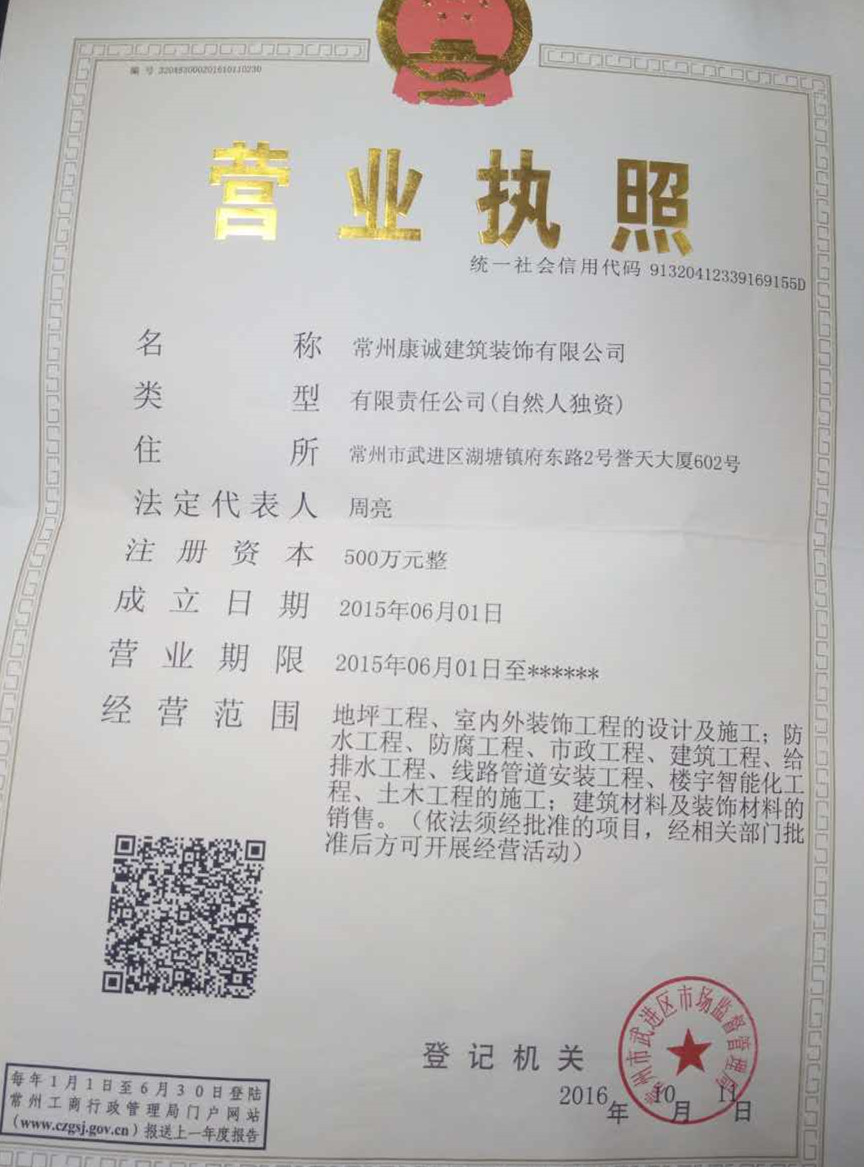 编 号 320483000201610110230
营业执照
统一社会信用代码 91320412339169155D
名称 常州康诚建筑装饰有限公司
类型 有限责任公司(自然人独资)
住所 常州市武进区湖塘镇府东路2号誉天大厦602号
法定代表人 周亮
注册资本 500万元整
成立日期 2015年06月01日
营业期限 2015年06月01日至******
经营范围 地坪工程、室内外装饰工程的设计及施工；防
水工程、防腐工程、市政工程、建筑工程、给
排水工程、线路管道安装工程、楼宇智能化工
程、土木工程的施工；建筑材料及装饰材料的
销售。（依法须经批准的项目，经相关部门批
准后方可开展经营活动）
登记机关
常州市武进区市场监督管理局
2016年10月11日
每年1月1日至6月30日登陆
常州工商行政管理局门户网站
（www.czgsj.gov.cn）报送上一年度报告